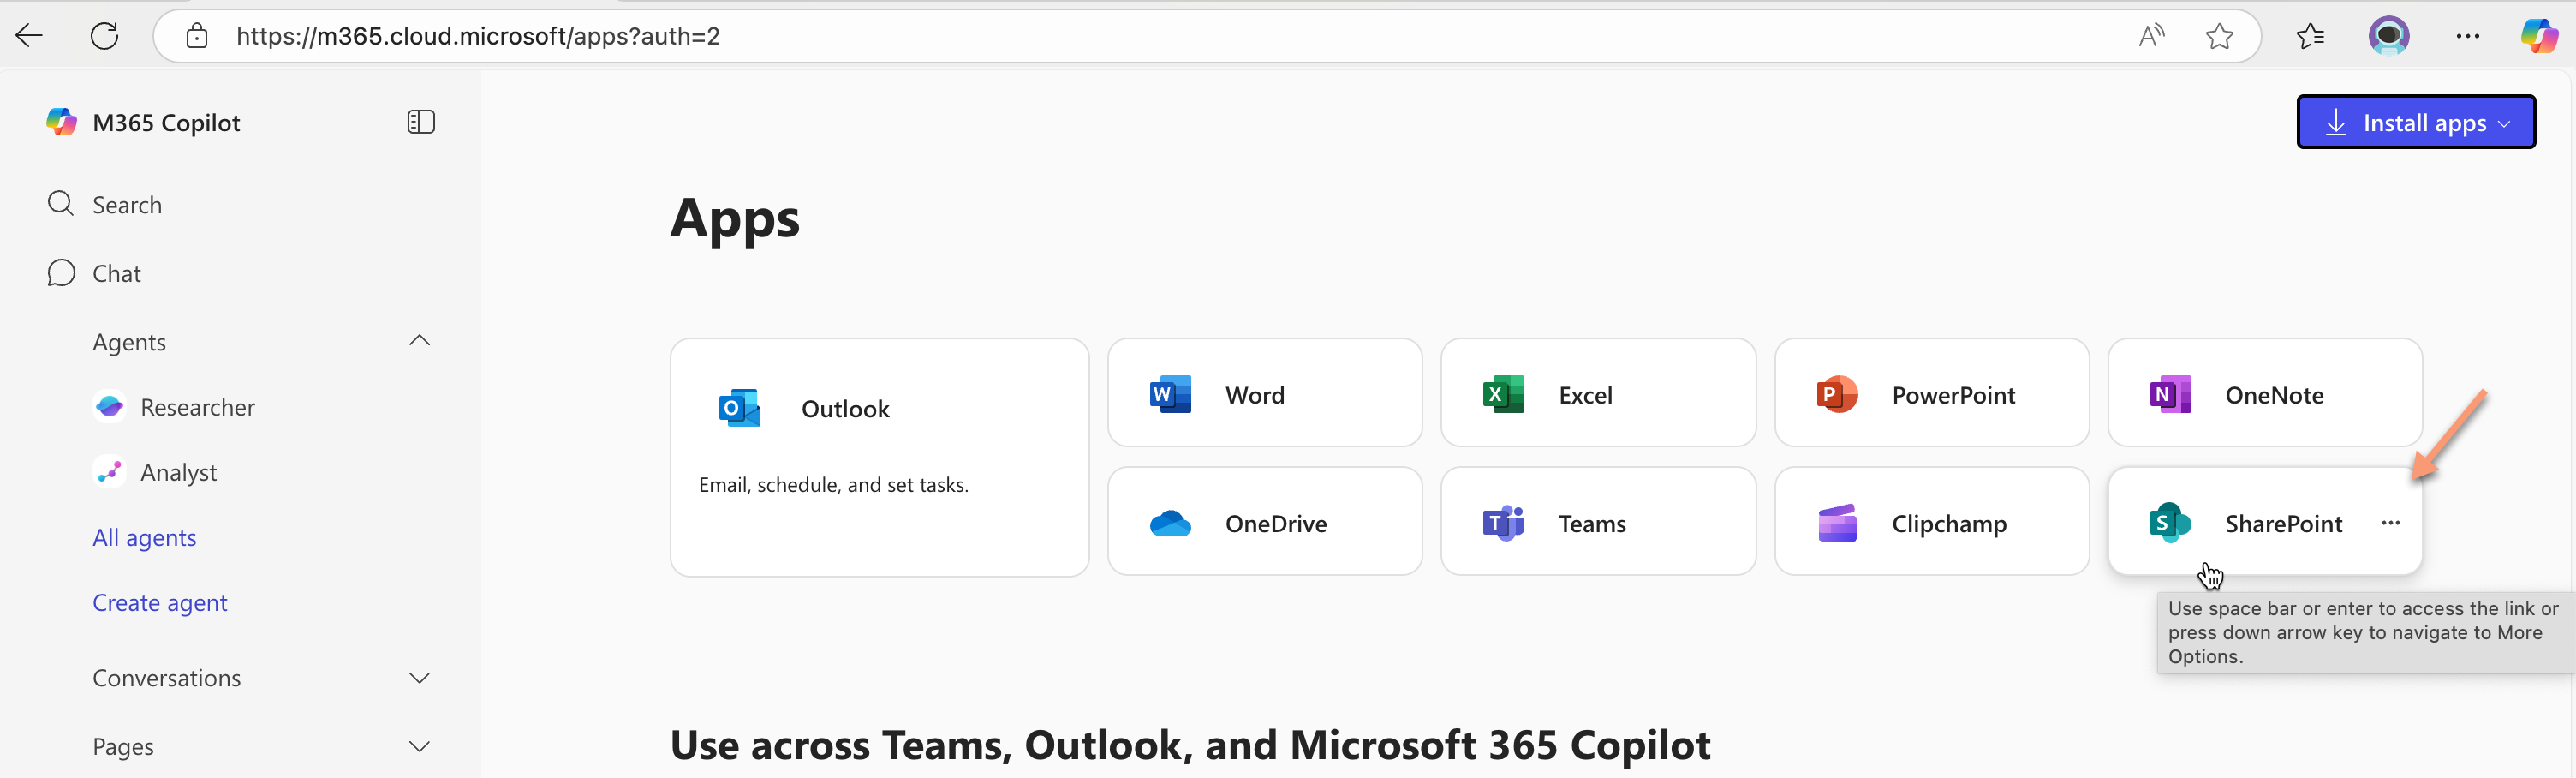 https://m365.cloud.microsoft/apps?auth=2
M365 Copilot
Install apps
Search
Chat
Agents
Researcher
Analyst
All agents
Create agent
Conversations
Pages
Apps
Outlook
Email, schedule, and set tasks.
Word
Excel
PowerPoint
OneNote
OneDrive
Teams
Clipchamp
SharePoint
Use space bar or enter to access the link or
press down arrow key to navigate to More
Options.
Use across Teams, Outlook, and Microsoft 365 Copilot